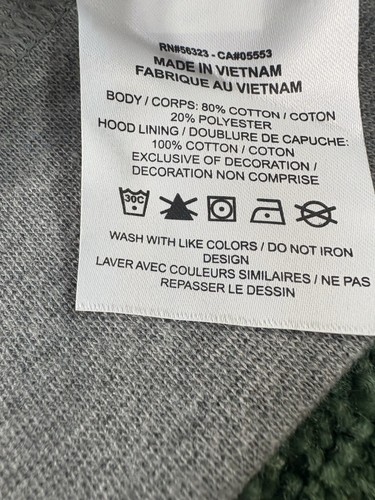 RN#56323 - CA#05553
MADE IN VIETNAM
FABRIQUE AU VIETNAM
BODY / CORPS: 80% COTTON / COTON
20% POLYESTER
HOOD LINING / DOUBLURE DE CAPUCHE:
100% COTTON / COTON
EXCLUSIVE OF DECORATION /
DECORATION NON COMPRISE
30C
WASH WITH LIKE COLORS / DO NOT IRON
DESIGN
LAVER AVEC COULEURS SIMILAIRES / NE PAS
REPASSER LE DESSIN